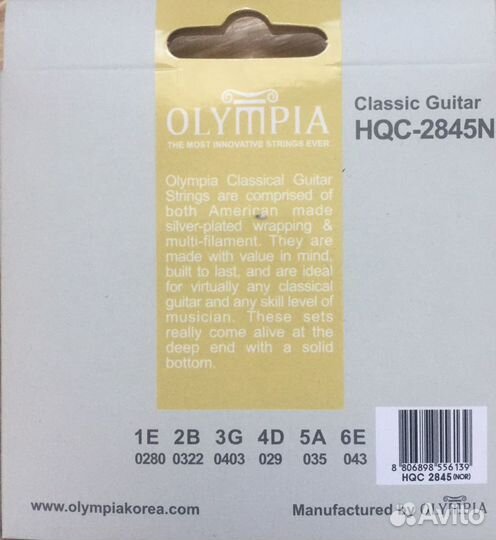 OLYMPIA
THE MOST INNOVATIVE STRINGS EVER
Classic Guitar
HQC-2845N
Olympia Classical Guitar
Strings are comprised of
both American made
silver-plated wrapping &
multi-filament. They are
made with value in mind,
built to last, and are ideal
for virtually any classical
guitar and any skill level of
musician. These sets
really come alive at the
deep end with a solid
bottom.
1E 2B 3G 4D 5A 6E
0280 0322 0403 029 035 043
8 806898 556139
HQC 2845 (NOR)
www.olympiakorea.com
Manufactured by OLYMPIA
Avito